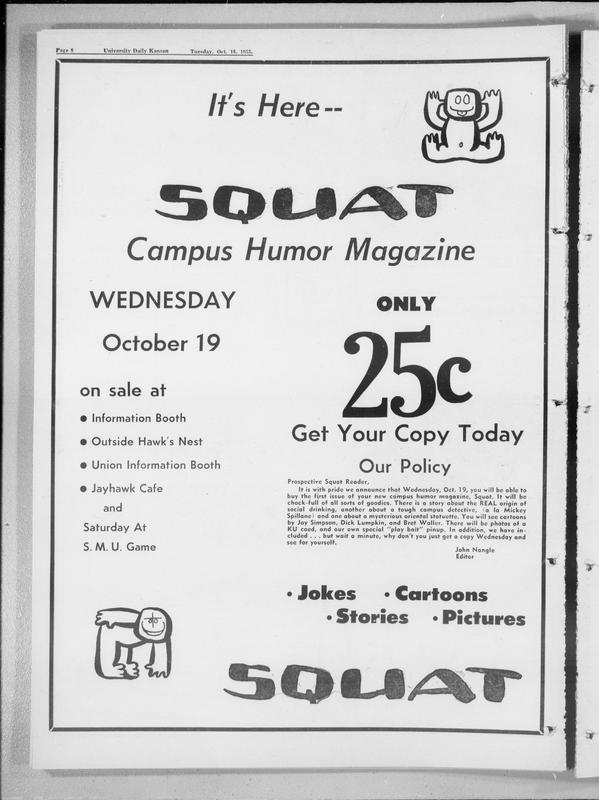 Page 8 University Daily Kansan Tuesday, Oct. 18, 1955.
It's Here--
SQUAT
Campus Humor Magazine
WEDNESDAY
October 19
ONLY
25c
on sale at
● Information Booth
● Outside Hawk's Nest
● Union Information Booth
● Jayhawk Cafe
and
Saturday At
S. M. U. Game
Get Your Copy Today
Our Policy
Prospective Squat Reader,
It is with pride we announce that Wednesday, Oct. 19, you will be able to
buy the first issue of your new campus humor magazine, Squat. It will be
chock-full of all sorts of goodies. There is a story about the REAL origin of
social drinking, another about a tough campus detective, (a la Mickey
Spillane) and one about a mysterious oriental statuette. You will see cartoons
by Jay Simpson, Dick Lumpkin, and Bret Waller. There will be photos of a
KU coed, and our own special "play bait" pinup. In addition, we have in-
cluded . . . but wait a minute, why don't you just get a copy Wednesday and
see for yourself.
John Nangle
Editor
• Jokes • Cartoons
• Stories • Pictures
SQUAT